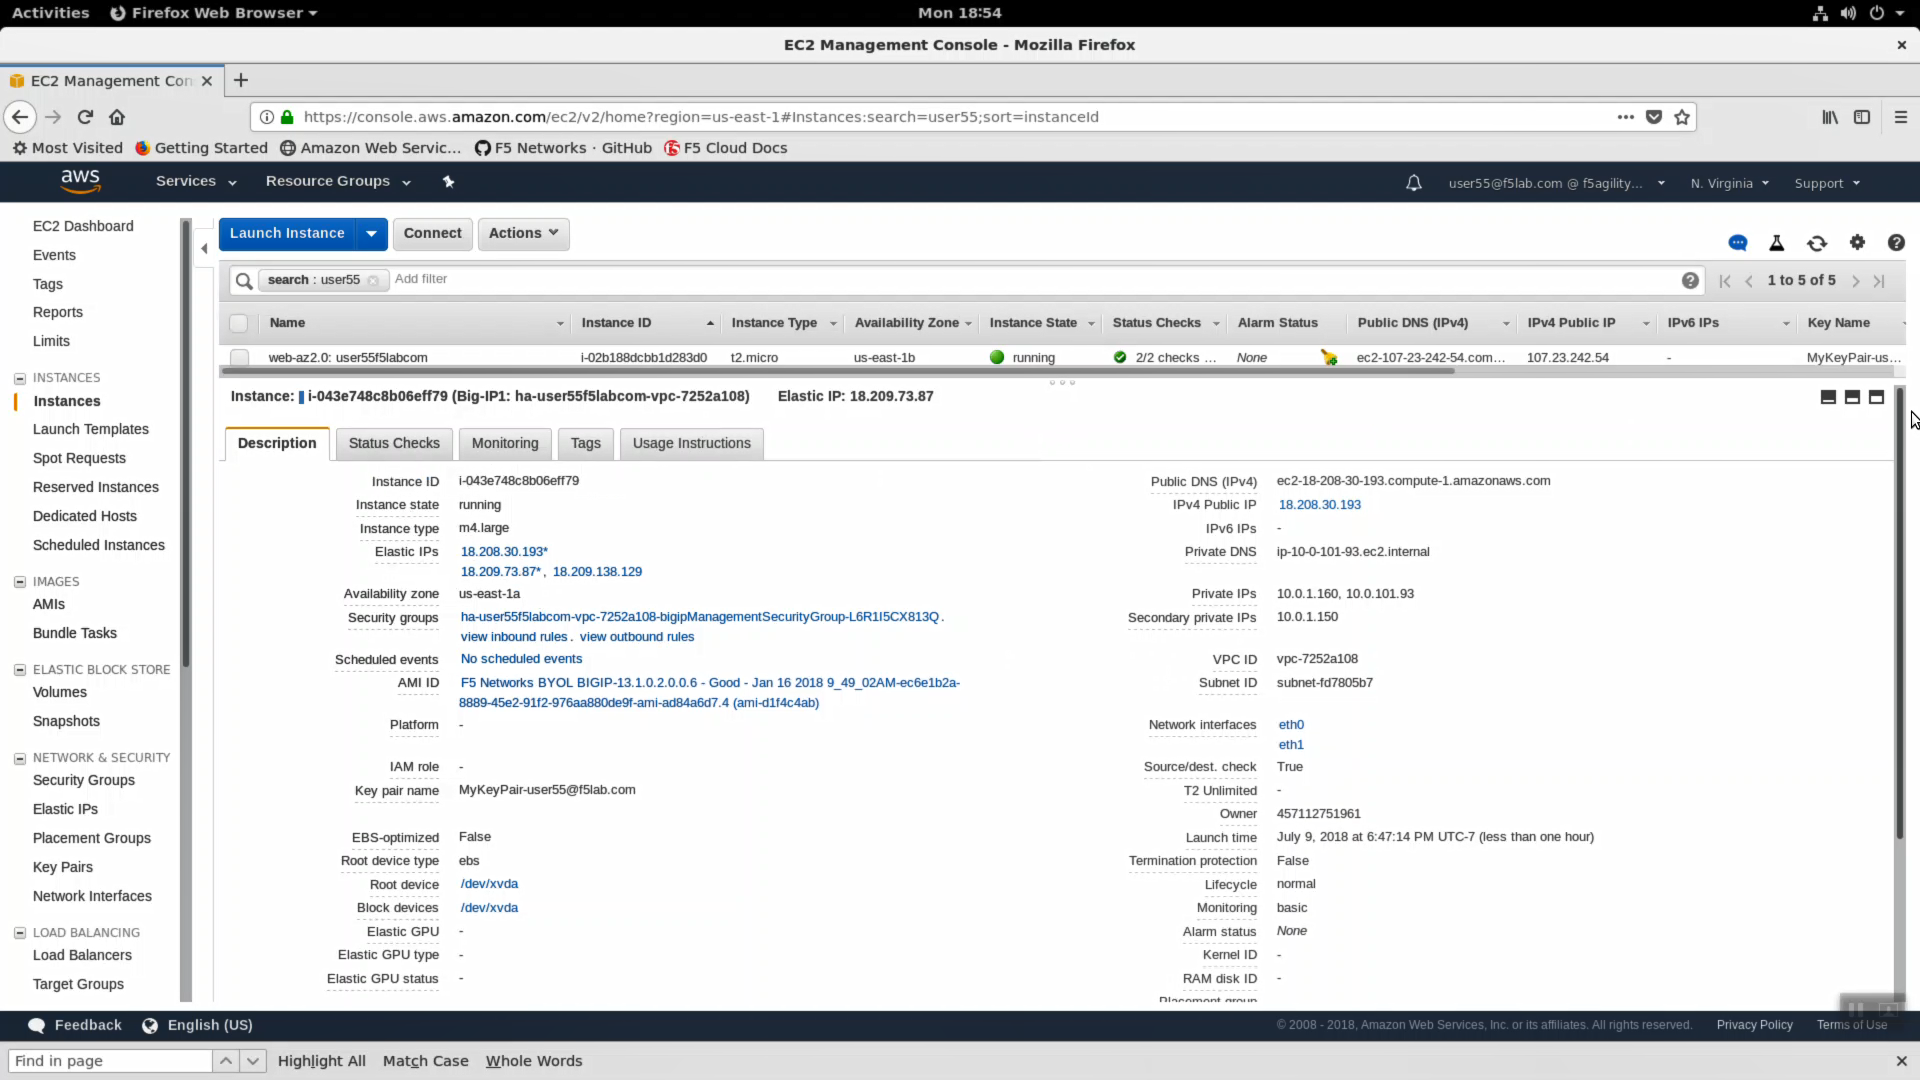 Activities Firefox Web Browser Mon 18:54
EC2 Management Console - Mozilla Firefox
EC2 Management Con
https://console.aws.amazon.com/ec2/v2/home?region=us-east-1#Instances:search=user55;sort=instanceId
Most Visited Getting Started Amazon Web Servic... F5 Networks · GitHub F5 Cloud Docs
aws Services Resource Groups user55@f5lab.com @ f5agility... N. Virginia Support
EC2 Dashboard
Events
Tags
Reports
Limits
INSTANCES
Instances
Launch Templates
Spot Requests
Reserved Instances
Dedicated Hosts
Scheduled Instances
IMAGES
AMIs
Bundle Tasks
ELASTIC BLOCK STORE
Volumes
Snapshots
NETWORK & SECURITY
Security Groups
Elastic IPs
Placement Groups
Key Pairs
Network Interfaces
LOAD BALANCING
Load Balancers
Target Groups
Launch Instance Connect Actions
search : user55 Add filter 1 to 5 of 5
Name Instance ID Instance Type Availability Zone Instance State Status Checks Alarm Status Public DNS (IPv4) IPv4 Public IP IPv6 IPs Key Name
web-az2.0: user55f5labcom i-02b188dcbb1d283d0 t2.micro us-east-1b running 2/2 checks ... None ec2-107-23-242-54.com... 107.23.242.54 - MyKeyPair-us...
Instance: i-043e748c8b06eff79 (Big-IP1: ha-user55f5labcom-vpc-7252a108) Elastic IP: 18.209.73.87
Description Status Checks Monitoring Tags Usage Instructions
Instance ID i-043e748c8b06eff79
Instance state running
Instance type m4.large
Elastic IPs 18.208.30.193*
18.209.73.87*, 18.209.138.129
Availability zone us-east-1a
Security groups ha-user55f5labcom-vpc-7252a108-bigipManagementSecurityGroup-L6R1I5CX813Q.
view inbound rules. view outbound rules
Scheduled events No scheduled events
AMI ID F5 Networks BYOL BIGIP-13.1.0.2.0.0.6 - Good - Jan 16 2018 9_49_02AM-ec6e1b2a-
8889-45e2-91f2-976aa880de9f-ami-ad84a6d7.4 (ami-d1f4c4ab)
Platform -
IAM role -
Key pair name MyKeyPair-user55@f5lab.com
EBS-optimized False
Root device type ebs
Root device /dev/xvda
Block devices /dev/xvda
Elastic GPU -
Elastic GPU type -
Elastic GPU status -
Public DNS (IPv4) ec2-18-208-30-193.compute-1.amazonaws.com
IPv4 Public IP 18.208.30.193
IPv6 IPs -
Private DNS ip-10-0-101-93.ec2.internal
Private IPs 10.0.1.160, 10.0.101.93
Secondary private IPs 10.0.1.150
VPC ID vpc-7252a108
Subnet ID subnet-fd7805b7
Network interfaces eth0
eth1
Source/dest. check True
T2 Unlimited -
Owner 457112751961
Launch time July 9, 2018 at 6:47:14 PM UTC-7 (less than one hour)
Termination protection False
Lifecycle normal
Monitoring basic
Alarm status None
Kernel ID -
RAM disk ID -
Placement group
Feedback English (US) © 2008 - 2018, Amazon Web Services, Inc. or its affiliates. All rights reserved. Privacy Policy Terms of Use
Find in page Highlight All Match Case Whole Words